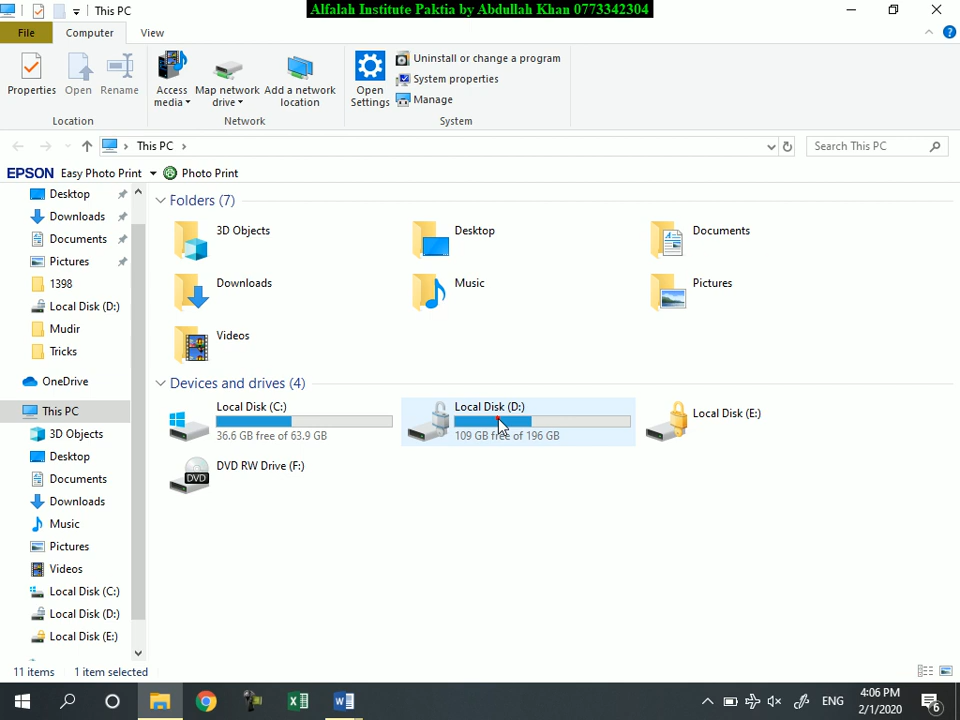 This PC
Alfalah Institute Paktia by Abdullah Khan 0773342304
File
Computer
View
Properties
Open
Rename
Access media
Map network drive
Add a network location
Open Settings
Uninstall or change a program
System properties
Manage
Location
Network
System
This PC
Search This PC
EPSON Easy Photo Print
Photo Print
Desktop
Downloads
Documents
Pictures
1398
Local Disk (D:)
Mudir
Tricks
OneDrive
This PC
3D Objects
Desktop
Documents
Downloads
Music
Pictures
Videos
Local Disk (C:)
Local Disk (D:)
Local Disk (E:)
Folders (7)
3D Objects
Desktop
Documents
Downloads
Music
Pictures
Videos
Devices and drives (4)
Local Disk (C:)
36.6 GB free of 63.9 GB
Local Disk (D:)
109 GB free of 196 GB
Local Disk (E:)
DVD
DVD RW Drive (F:)
11 items
1 item selected
ENG
4:06 PM
2/1/2020
6